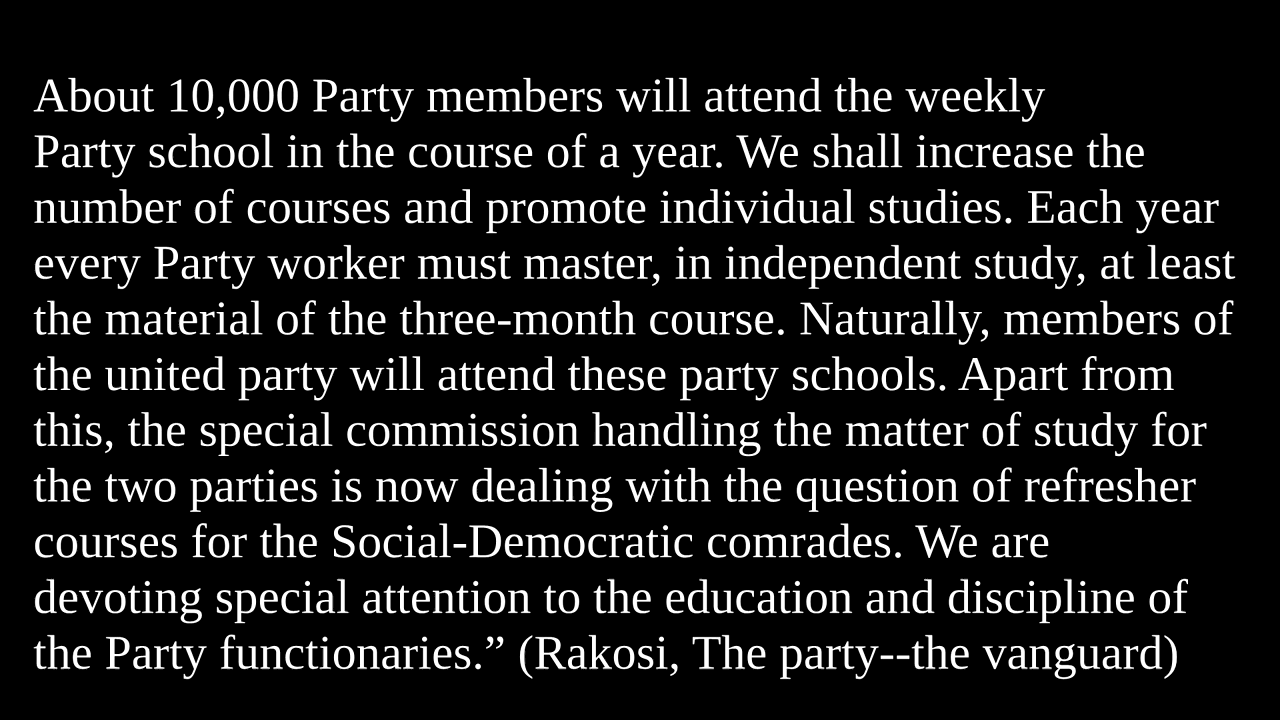 About 10,000 Party members will attend the weekly
Party school in the course of a year. We shall increase the
number of courses and promote individual studies. Each year
every Party worker must master, in independent study, at least
the material of the three-month course. Naturally, members of
the united party will attend these party schools. Apart from
this, the special commission handling the matter of study for
the two parties is now dealing with the question of refresher
courses for the Social-Democratic comrades. We are
devoting special attention to the education and discipline of
the Party functionaries.” (Rakosi, The party--the vanguard)